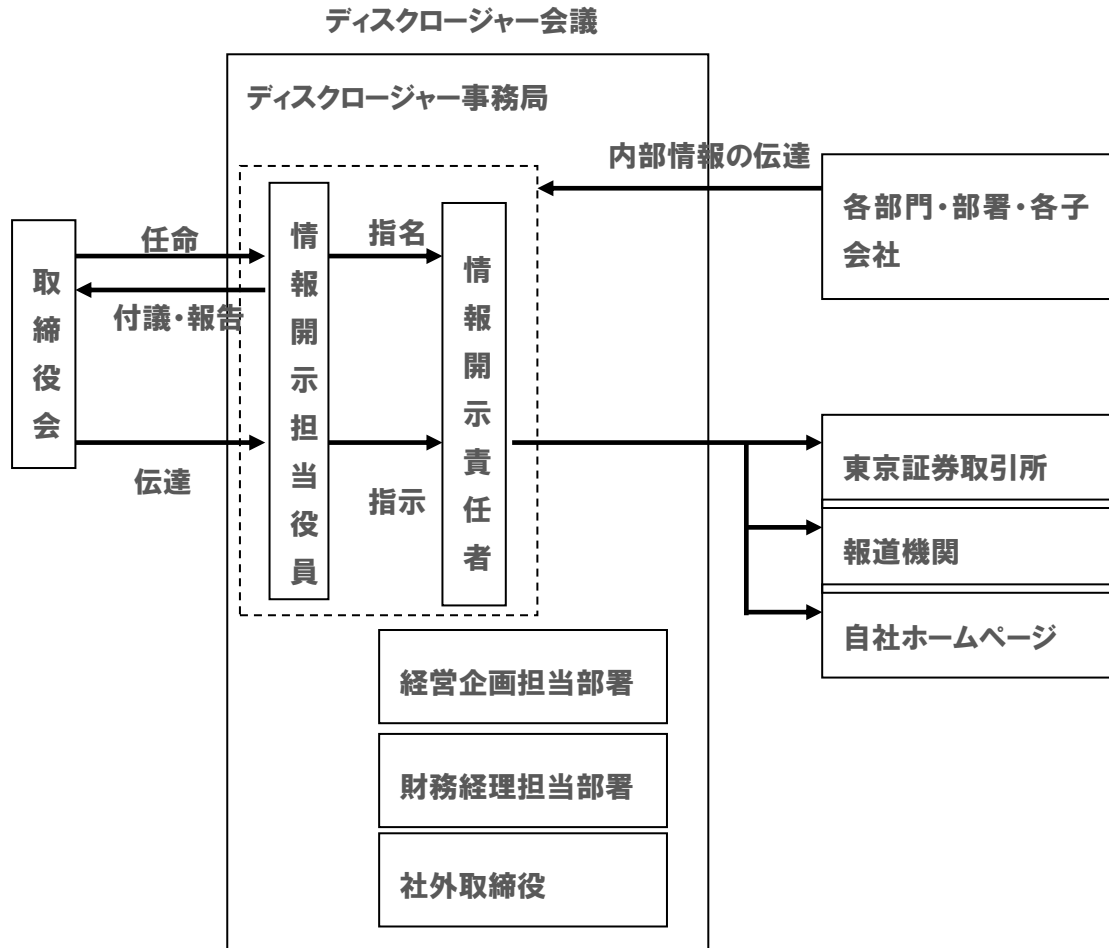 ディスクロージャー会議
ディスクロージャー事務局
内部情報の伝達
各部門・部署・各子
会社
任命
付議・報告
伝達
取締役会
情報開示担当役員
指名
指示
情報開示責任者
東京証券取引所
報道機関
自社ホームページ
経営企画担当部署
財務経理担当部署
社外取締役